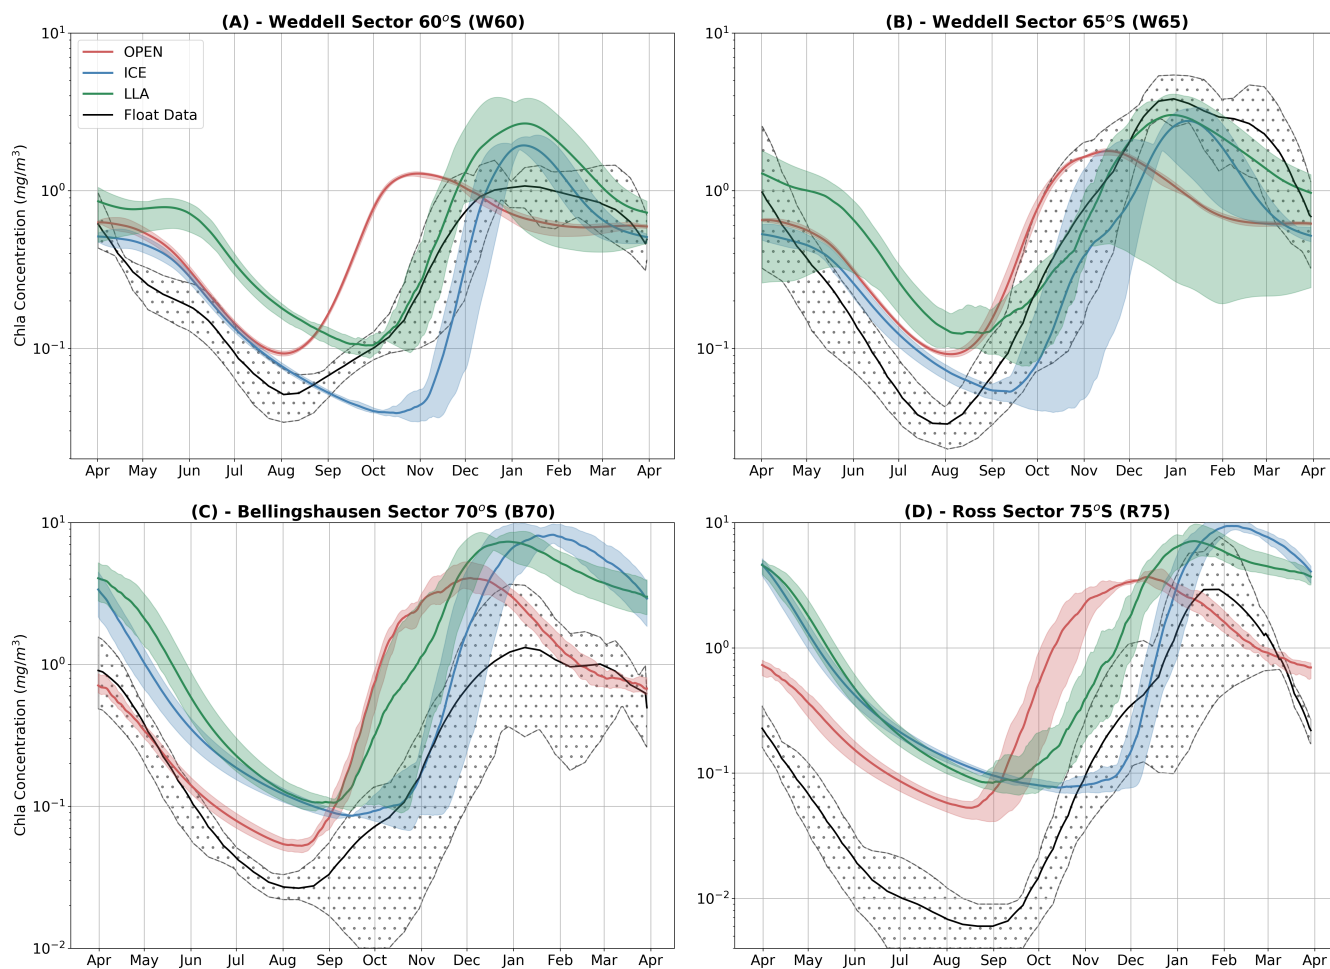 (A) - Weddell Sector 60°S (W60)
(B) - Weddell Sector 65°S (W65)
OPEN
ICE
LLA
Float Data
Chla Concentration (mg/m³)
10¹
10⁰
10⁻¹
10¹
10⁰
10⁻¹
Apr May Jun Jul Aug Sep Oct Nov Dec Jan Feb Mar Apr
Apr May Jun Jul Aug Sep Oct Nov Dec Jan Feb Mar Apr
(C) - Bellingshausen Sector 70°S (B70)
(D) - Ross Sector 75°S (R75)
Chla Concentration (mg/m³)
10¹
10⁰
10⁻¹
10⁻²
10¹
10⁰
10⁻¹
10⁻²
Apr May Jun Jul Aug Sep Oct Nov Dec Jan Feb Mar Apr
Apr May Jun Jul Aug Sep Oct Nov Dec Jan Feb Mar Apr